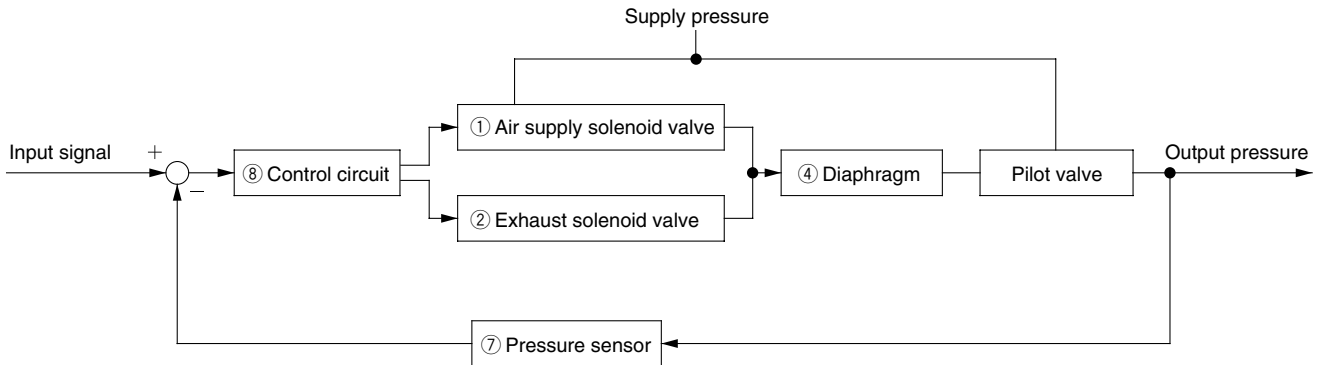 Supply pressure
① Air supply solenoid valve
Input signal
+
Output pressure
⑧ Control circuit
④ Diaphragm
Pilot valve
−
② Exhaust solenoid valve
⑦ Pressure sensor